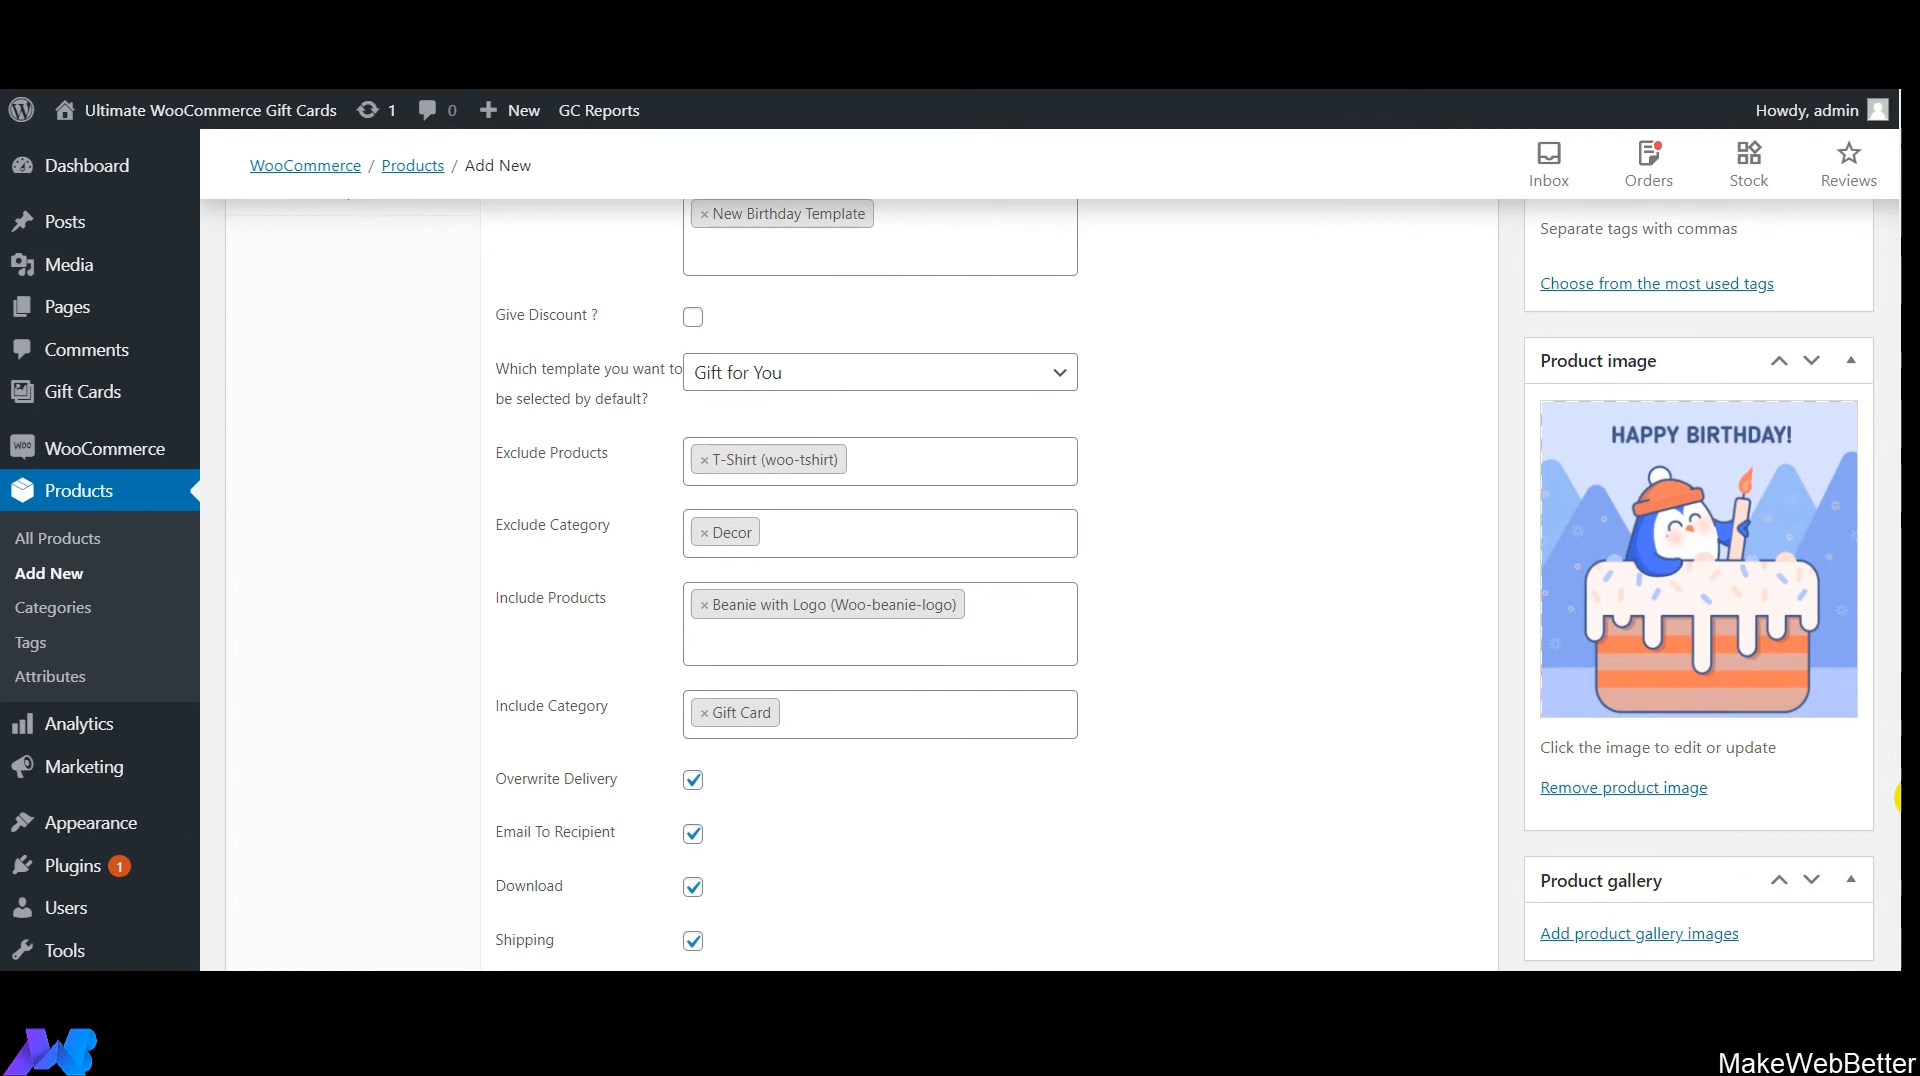 Ultimate WooCommerce Gift Cards 1 0 New GC Reports Howdy, admin
Dashboard
Posts
Media
Pages
Comments
Gift Cards
WooCommerce
Products
All Products
Add New
Categories
Tags
Attributes
Analytics
Marketing
Appearance
Plugins 1
Users
Tools
WooCommerce / Products / Add New
Inbox
Orders
Stock
Reviews
× New Birthday Template
Give Discount ?
Which template you want to
be selected by default?
Gift for You
Exclude Products
× T-Shirt (woo-tshirt)
Exclude Category
× Decor
Include Products
× Beanie with Logo (Woo-beanie-logo)
Include Category
× Gift Card
Overwrite Delivery
Email To Recipient
Download
Shipping
Separate tags with commas
Choose from the most used tags
Product image
HAPPY BIRTHDAY!
Click the image to edit or update
Remove product image
Product gallery
Add product gallery images
MakeWebBetter